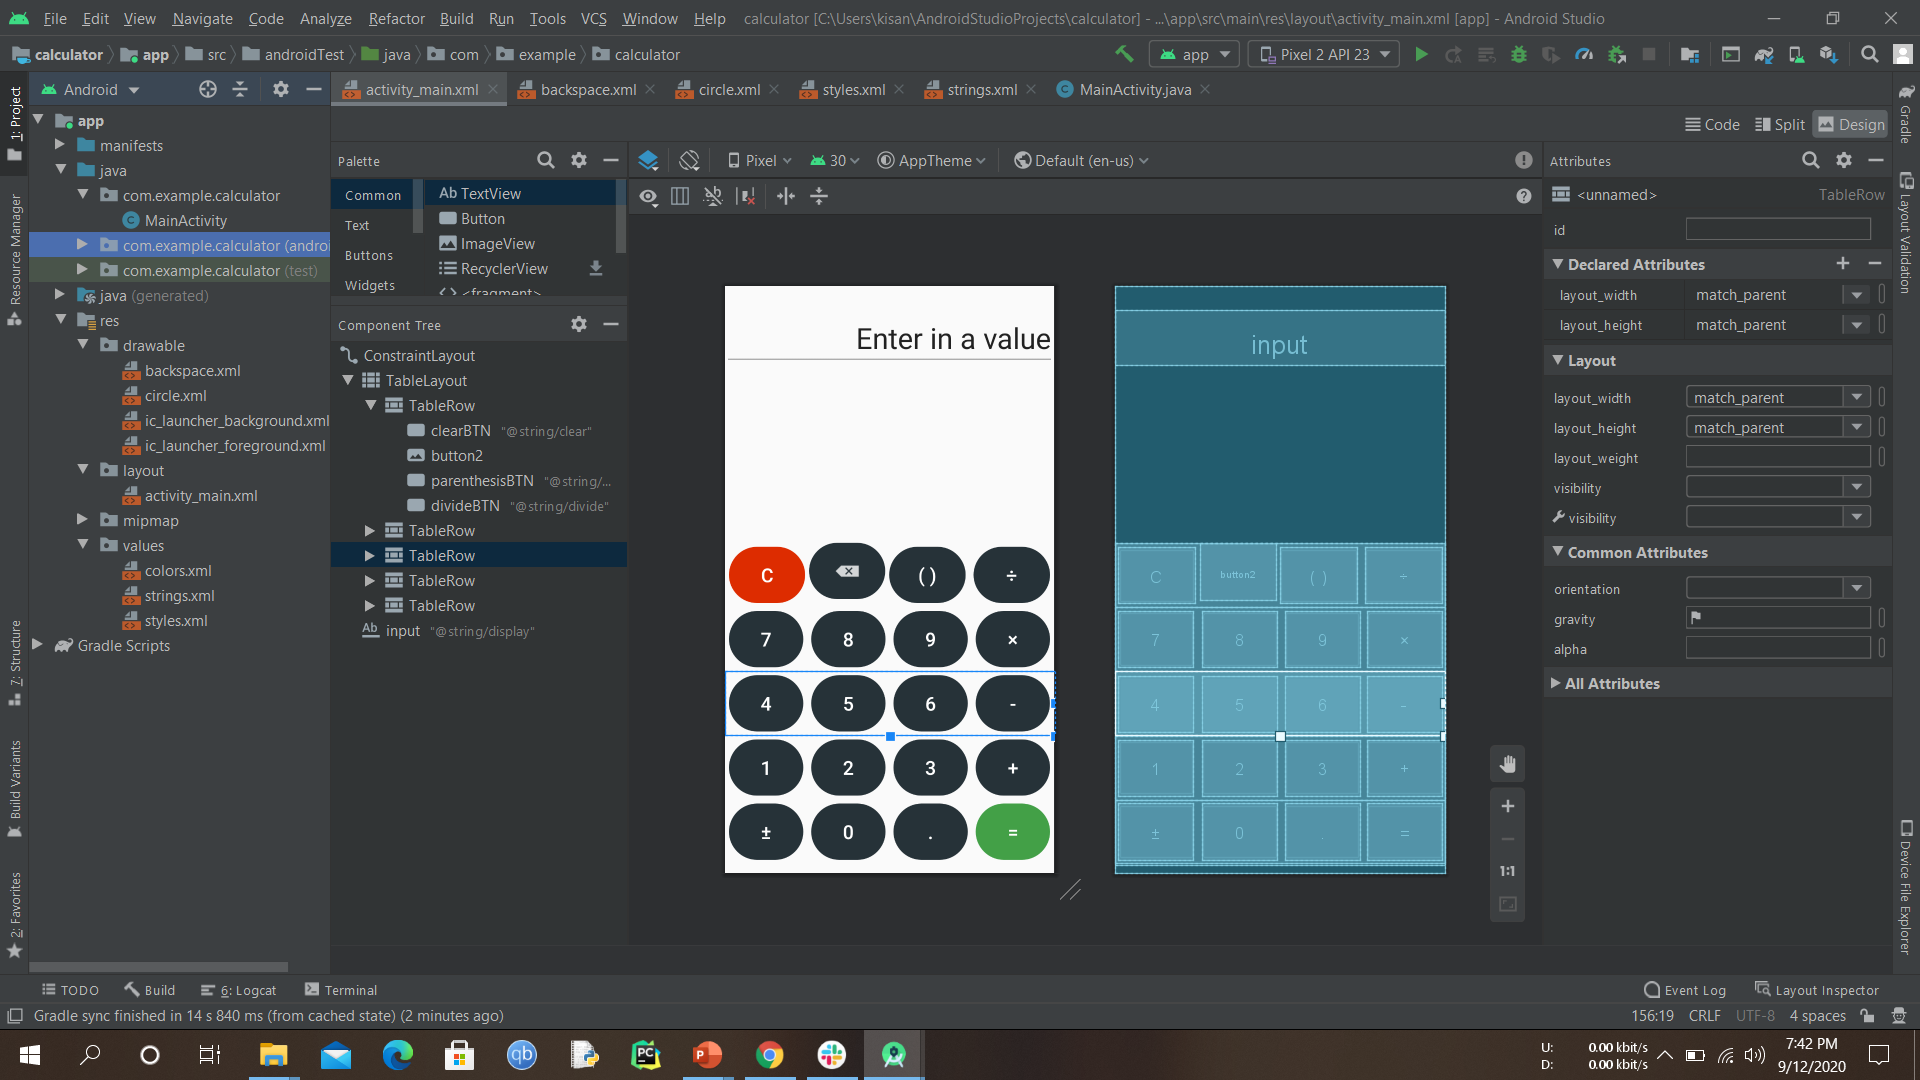 File Edit View Navigate Code Analyze Refactor Build Run Tools VCS Window Help calculator [C:\Users\kisan\AndroidStudioProjects\calculator] - ...\app\src\main\res\layout\activity_main.xml [app] - Android Studio
calculator app src androidTest java com example calculator app Pixel 2 API 23
Android activity_main.xml backspace.xml circle.xml styles.xml strings.xml MainActivity.java
Code Split Design
1: Project
Resource Manager
7: Structure
Build Variants
2: Favorites
app
manifests
java
com.example.calculator
MainActivity
com.example.calculator (androi
com.example.calculator (test)
java (generated)
res
drawable
backspace.xml
circle.xml
ic_launcher_background.xml
ic_launcher_foreground.xml
layout
activity_main.xml
mipmap
values
colors.xml
strings.xml
styles.xml
Gradle Scripts
Palette
Common
Text
Buttons
Widgets
Ab TextView
Button
ImageView
RecyclerView
<fragment>
Component Tree
ConstraintLayout
TableLayout
TableRow
clearBTN "@string/clear"
button2
parenthesisBTN "@string/...
divideBTN "@string/divide"
TableRow
TableRow
TableRow
TableRow
Ab input "@string/display"
Pixel 30 AppTheme Default (en-us)
Enter in a value
C ( ) ÷
7 8 9 ×
4 5 6 -
1 2 3 +
± 0 . =
input
C button2 ( ) ÷
7 8 9 ×
4 5 6 -
1 2 3 +
± 0 . =
1:1
Attributes
<unnamed> TableRow
id
Declared Attributes
layout_width match_parent
layout_height match_parent
Layout
layout_width match_parent
layout_height match_parent
layout_weight
visibility
visibility
Common Attributes
orientation
gravity
alpha
All Attributes
Gradle
Layout Validation
Device File Explorer
TODO Build 6: Logcat Terminal Event Log Layout Inspector
Gradle sync finished in 14 s 840 ms (from cached state) (2 minutes ago) 156:19 CRLF UTF-8 4 spaces
qb
PC
U: 0.00 kbit/s
D: 0.00 kbit/s
7:42 PM
9/12/2020